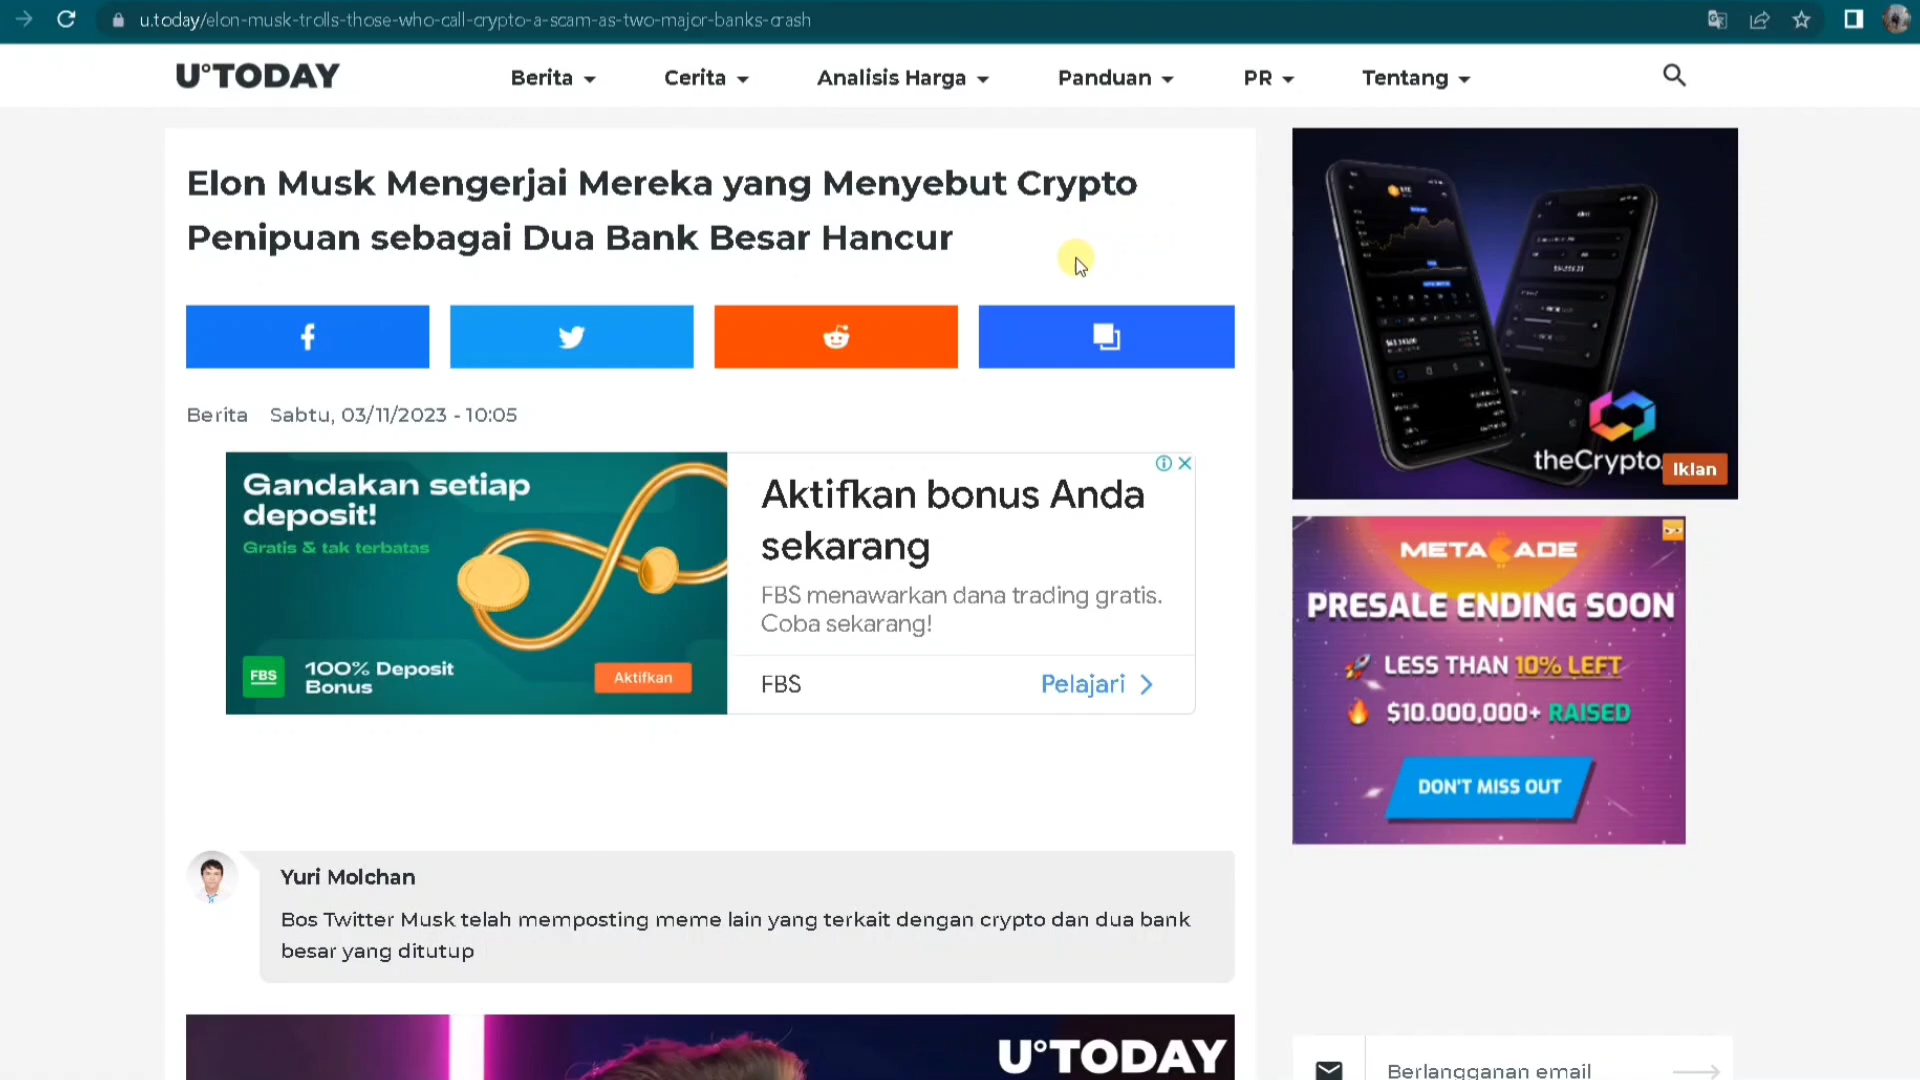 u.today/elon-musk-trolls-those-who-call-crypto-a-scam-as-two-major-banks-crash
U°TODAY
Berita
Cerita
Analisis Harga
Panduan
PR
Tentang
Elon Musk Mengerjai Mereka yang Menyebut Crypto
Penipuan sebagai Dua Bank Besar Hancur
Berita Sabtu, 03/11/2023 - 10:05
Gandakan setiap
deposit!
Gratis & tak terbatas
FBS
100% Deposit
Bonus
Aktifkan
Aktifkan bonus Anda
sekarang
FBS menawarkan dana trading gratis.
Coba sekarang!
FBS
Pelajari
theCrypto.
Iklan
METACADE
PRESALE ENDING SOON
LESS THAN 10% LEFT
$10.000,000+ RAISED
DON'T MISS OUT
Yuri Molchan
Bos Twitter Musk telah memposting meme lain yang terkait dengan crypto dan dua bank
besar yang ditutup
U°TODAY
Berlangganan email